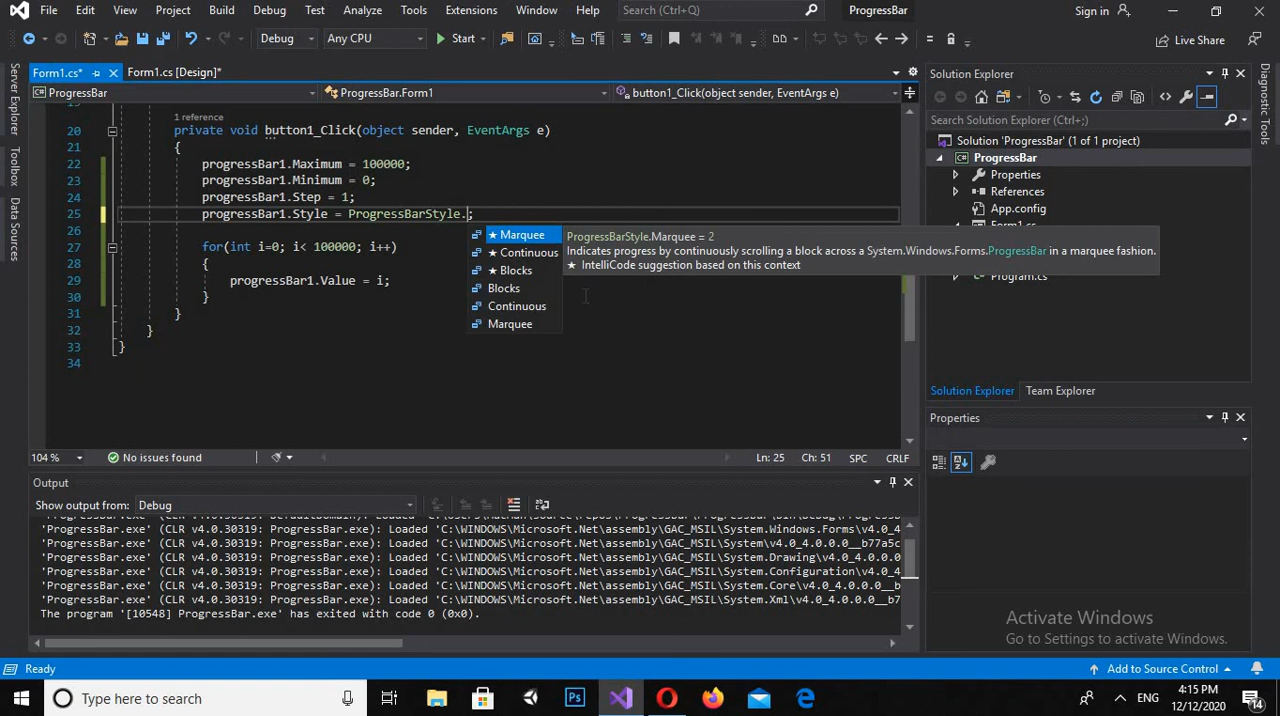 File Edit View Project Build Debug Team Tools Test Analyze Extensions Window Help Search (Ctrl+Q) ProgressBar Sign in
Debug Any CPU Start Live Share
Form1.cs* Form1.cs [Design]*
ProgressBar ProgressBar.Form1 button1_Click(object sender, EventArgs e)
Server Explorer
Toolbox
Data Sources
19
1 reference
20 private void button1_Click(object sender, EventArgs e)
21 {
22 progressBar1.Maximum = 100000;
23 progressBar1.Minimum = 0;
24 progressBar1.Step = 1;
25 progressBar1.Style = ProgressBarStyle.;
26
27 for(int i=0; i< 100000; i++)
28 {
29 progressBar1.Value = i;
30 }
31 }
32 }
33 }
34
★ Marquee
★ Continuous
★ Blocks
Blocks
Continuous
Marquee
ProgressBarStyle.Marquee = 2
Indicates progress by continuously scrolling a block across a System.Windows.Forms.ProgressBar in a marquee fashion.
★ IntelliCode suggestion based on this context
104 % No issues found Ln: 25 Ch: 51 SPC CRLF
Output
Show output from: Debug
'ProgressBar.exe' (CLR v4.0.30319: ProgressBar.exe): Loaded 'C:\WINDOWS\Microsoft.Net\assembly\GAC_MSIL\System.Windows.Forms\v4.0_4
'ProgressBar.exe' (CLR v4.0.30319: ProgressBar.exe): Loaded 'C:\WINDOWS\Microsoft.Net\assembly\GAC_MSIL\System\v4.0_4.0.0.0__b77a5c
'ProgressBar.exe' (CLR v4.0.30319: ProgressBar.exe): Loaded 'C:\WINDOWS\Microsoft.Net\assembly\GAC_MSIL\System.Drawing\v4.0_4.0.0.0
'ProgressBar.exe' (CLR v4.0.30319: ProgressBar.exe): Loaded 'C:\WINDOWS\Microsoft.Net\assembly\GAC_MSIL\System.Configuration\v4.0_4
'ProgressBar.exe' (CLR v4.0.30319: ProgressBar.exe): Loaded 'C:\WINDOWS\Microsoft.Net\assembly\GAC_MSIL\System.Core\v4.0_4.0.0.0__b
'ProgressBar.exe' (CLR v4.0.30319: ProgressBar.exe): Loaded 'C:\WINDOWS\Microsoft.Net\assembly\GAC_MSIL\System.Xml\v4.0_4.0.0.0__b7
The program '[10548] ProgressBar.exe' has exited with code 0 (0x0).
Solution Explorer
Search Solution Explorer (Ctrl+;)
Solution 'ProgressBar' (1 of 1 project)
ProgressBar
Properties
References
App.config
Form1.cs
Program.cs
Solution Explorer Team Explorer
Properties
Diagnostic Tools
Activate Windows
Go to Settings to activate Windows.
Ready Add to Source Control
Type here to search
ENG
4:15 PM
12/12/2020
14